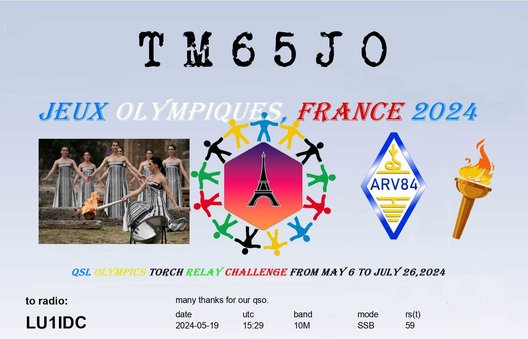 TM65JO
JEUX OLYMPIQUES, FRANCE 2024
ARV84
QSL OLYMPICS TORCH RELAY CHALLENGE FROM MAY 6 TO JULY 26,2024
to radio:
LU1IDC
many thanks for our qso.
date utc band mode rs(t)
2024-05-19 15:29 10M SSB 59